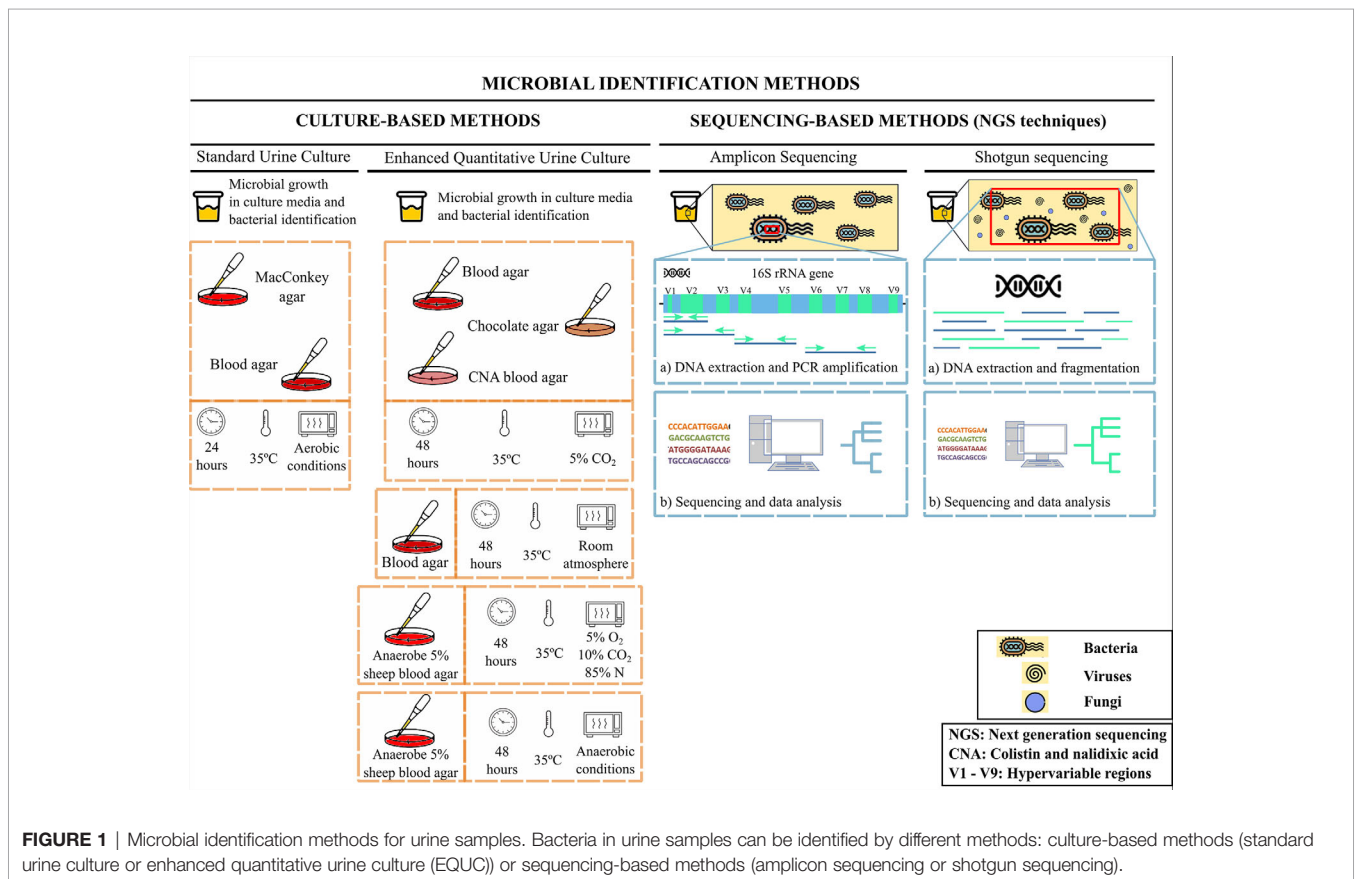 MICROBIAL IDENTIFICATION METHODS
CULTURE-BASED METHODS
SEQUENCING-BASED METHODS (NGS techniques)
Standard Urine Culture
Enhanced Quantitative Urine Culture
Amplicon Sequencing
Shotgun sequencing
Microbial growth
in culture media and
bacterial identification
Microbial growth in culture media
and bacterial identification
MacConkey
agar
Blood agar
24
hours
35ºC
Aerobic
conditions
Blood agar
Chocolate agar
CNA blood agar
48
hours
35ºC
5% CO₂
Blood agar
48
hours
35ºC
Room
atmosphere
Anaerobe 5%
sheep blood agar
48
hours
35ºC
5% O₂
10% CO₂
85% N
Anaerobe 5%
sheep blood agar
48
hours
35ºC
Anaerobic
conditions
16S rRNA gene
V1 V2 V3 V4 V5 V6 V7 V8 V9
a) DNA extraction and PCR amplification
CCCACATTGGAA
GACGCAAGTCTG
ATGGGGATAAA
TGCCAGCAGCCG
b) Sequencing and data analysis
a) DNA extraction and fragmentation
CCCACATTGGAA
GACGCAAGTCTG
ATGGGGATAAA
TGCCAGCAGCCG
b) Sequencing and data analysis
Bacteria
Viruses
Fungi
NGS: Next generation sequencing
CNA: Colistin and nalidixic acid
V1 - V9: Hypervariable regions
FIGURE 1 | Microbial identification methods for urine samples. Bacteria in urine samples can be identified by different methods: culture-based methods (standard
urine culture or enhanced quantitative urine culture (EQUC)) or sequencing-based methods (amplicon sequencing or shotgun sequencing).